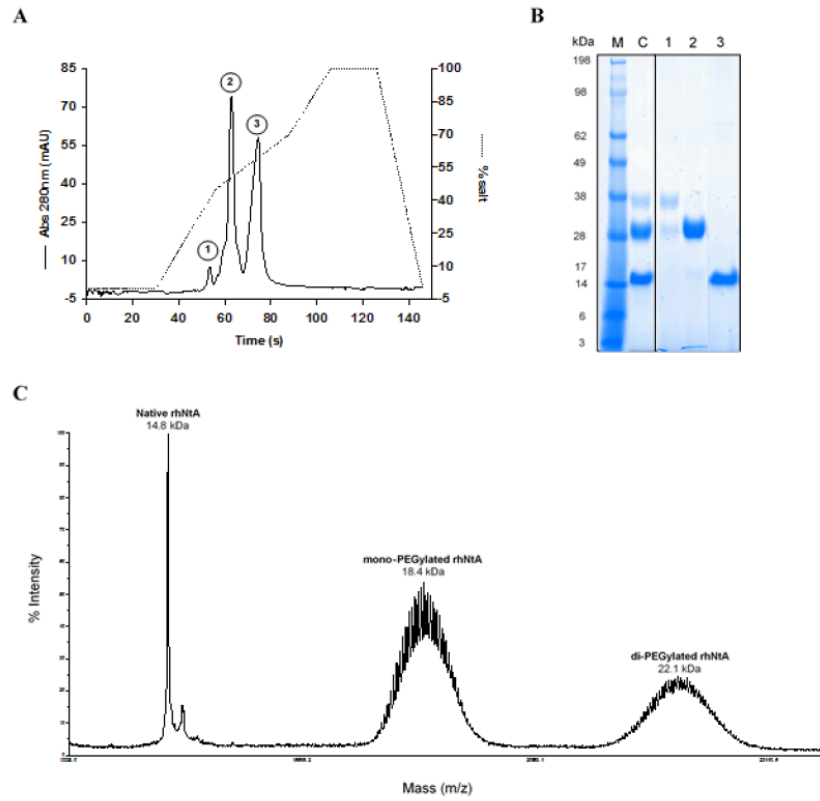 A
85
70
55
40
25
10
-5
Abs 280nm (mAU)
1
2
3
100
85
70
55
40
25
10
-5
% salt
0 20 40 60 80 100 120 140
Time (s)
B
kDa M C 1 2 3
198
98
62
49
38
28
17
14
6
3
C
Native rhNtA
14.8 kDa
mono-PEGylated rhNtA
18.4 kDa
di-PEGylated rhNtA
22.1 kDa
% Intensity
Mass (m/z)